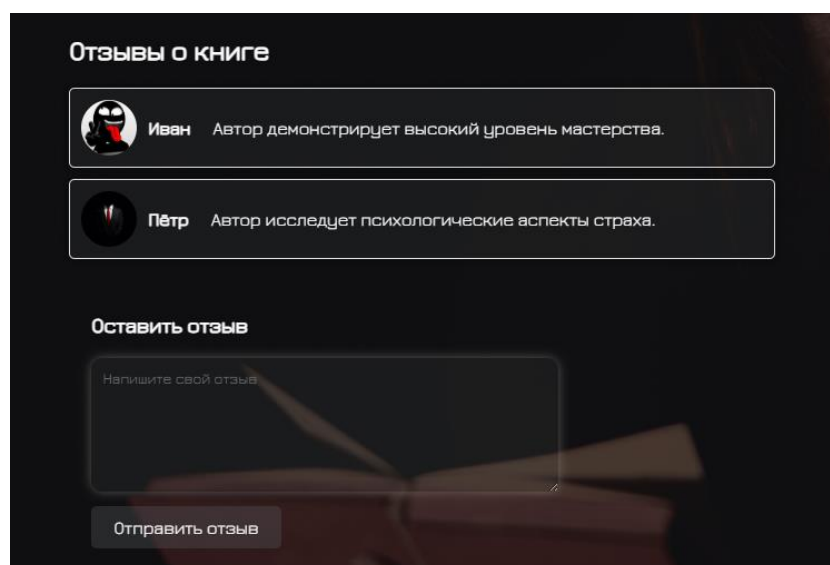 Отзывы о книге
Иван Автор демонстрирует высокий уровень мастерства.
Пётр Автор исследует психологические аспекты страха.
Оставить отзыв
Напишите свой отзыв
Отправить отзыв